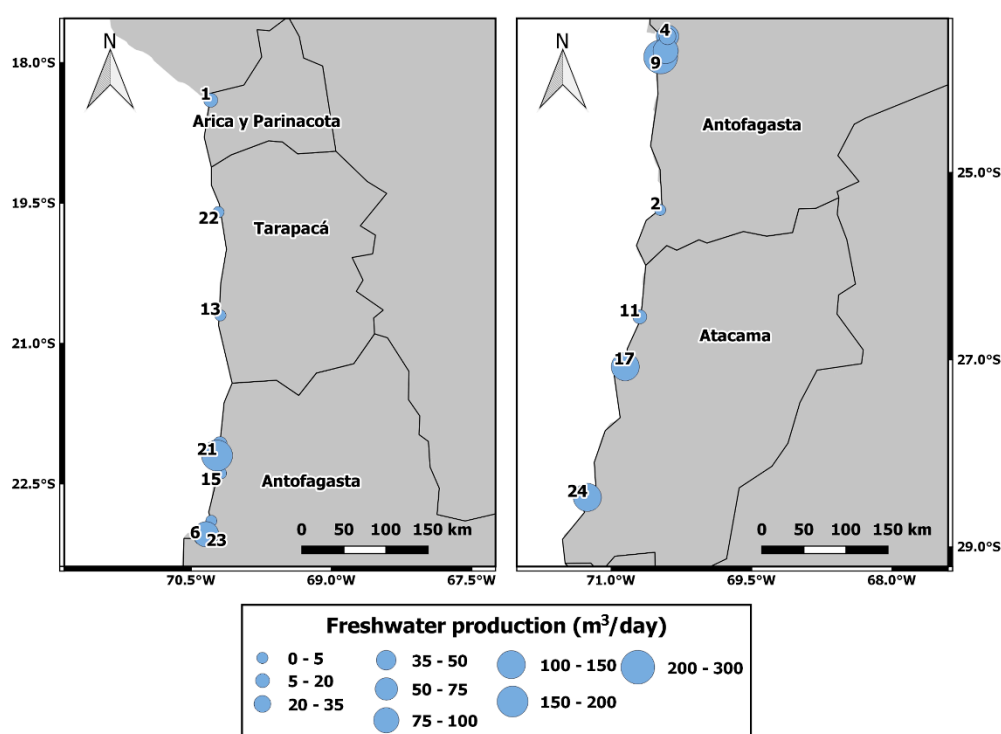 N
1
Arica y Parinacota
22
Tarapacá
13
21
15
Antofagasta
6
23
0 50 100 150 km
18.0°S
19.5°S
21.0°S
22.5°S
70.5°W 69.0°W 67.5°W
N
4
9
Antofagasta
2
11
Atacama
17
24
0 50 100 150 km
25.0°S
27.0°S
29.0°S
71.0°W 69.5°W 68.0°W
Freshwater production (m³/day)
0 - 5
5 - 20
20 - 35
35 - 50
50 - 75
75 - 100
100 - 150
150 - 200
200 - 300